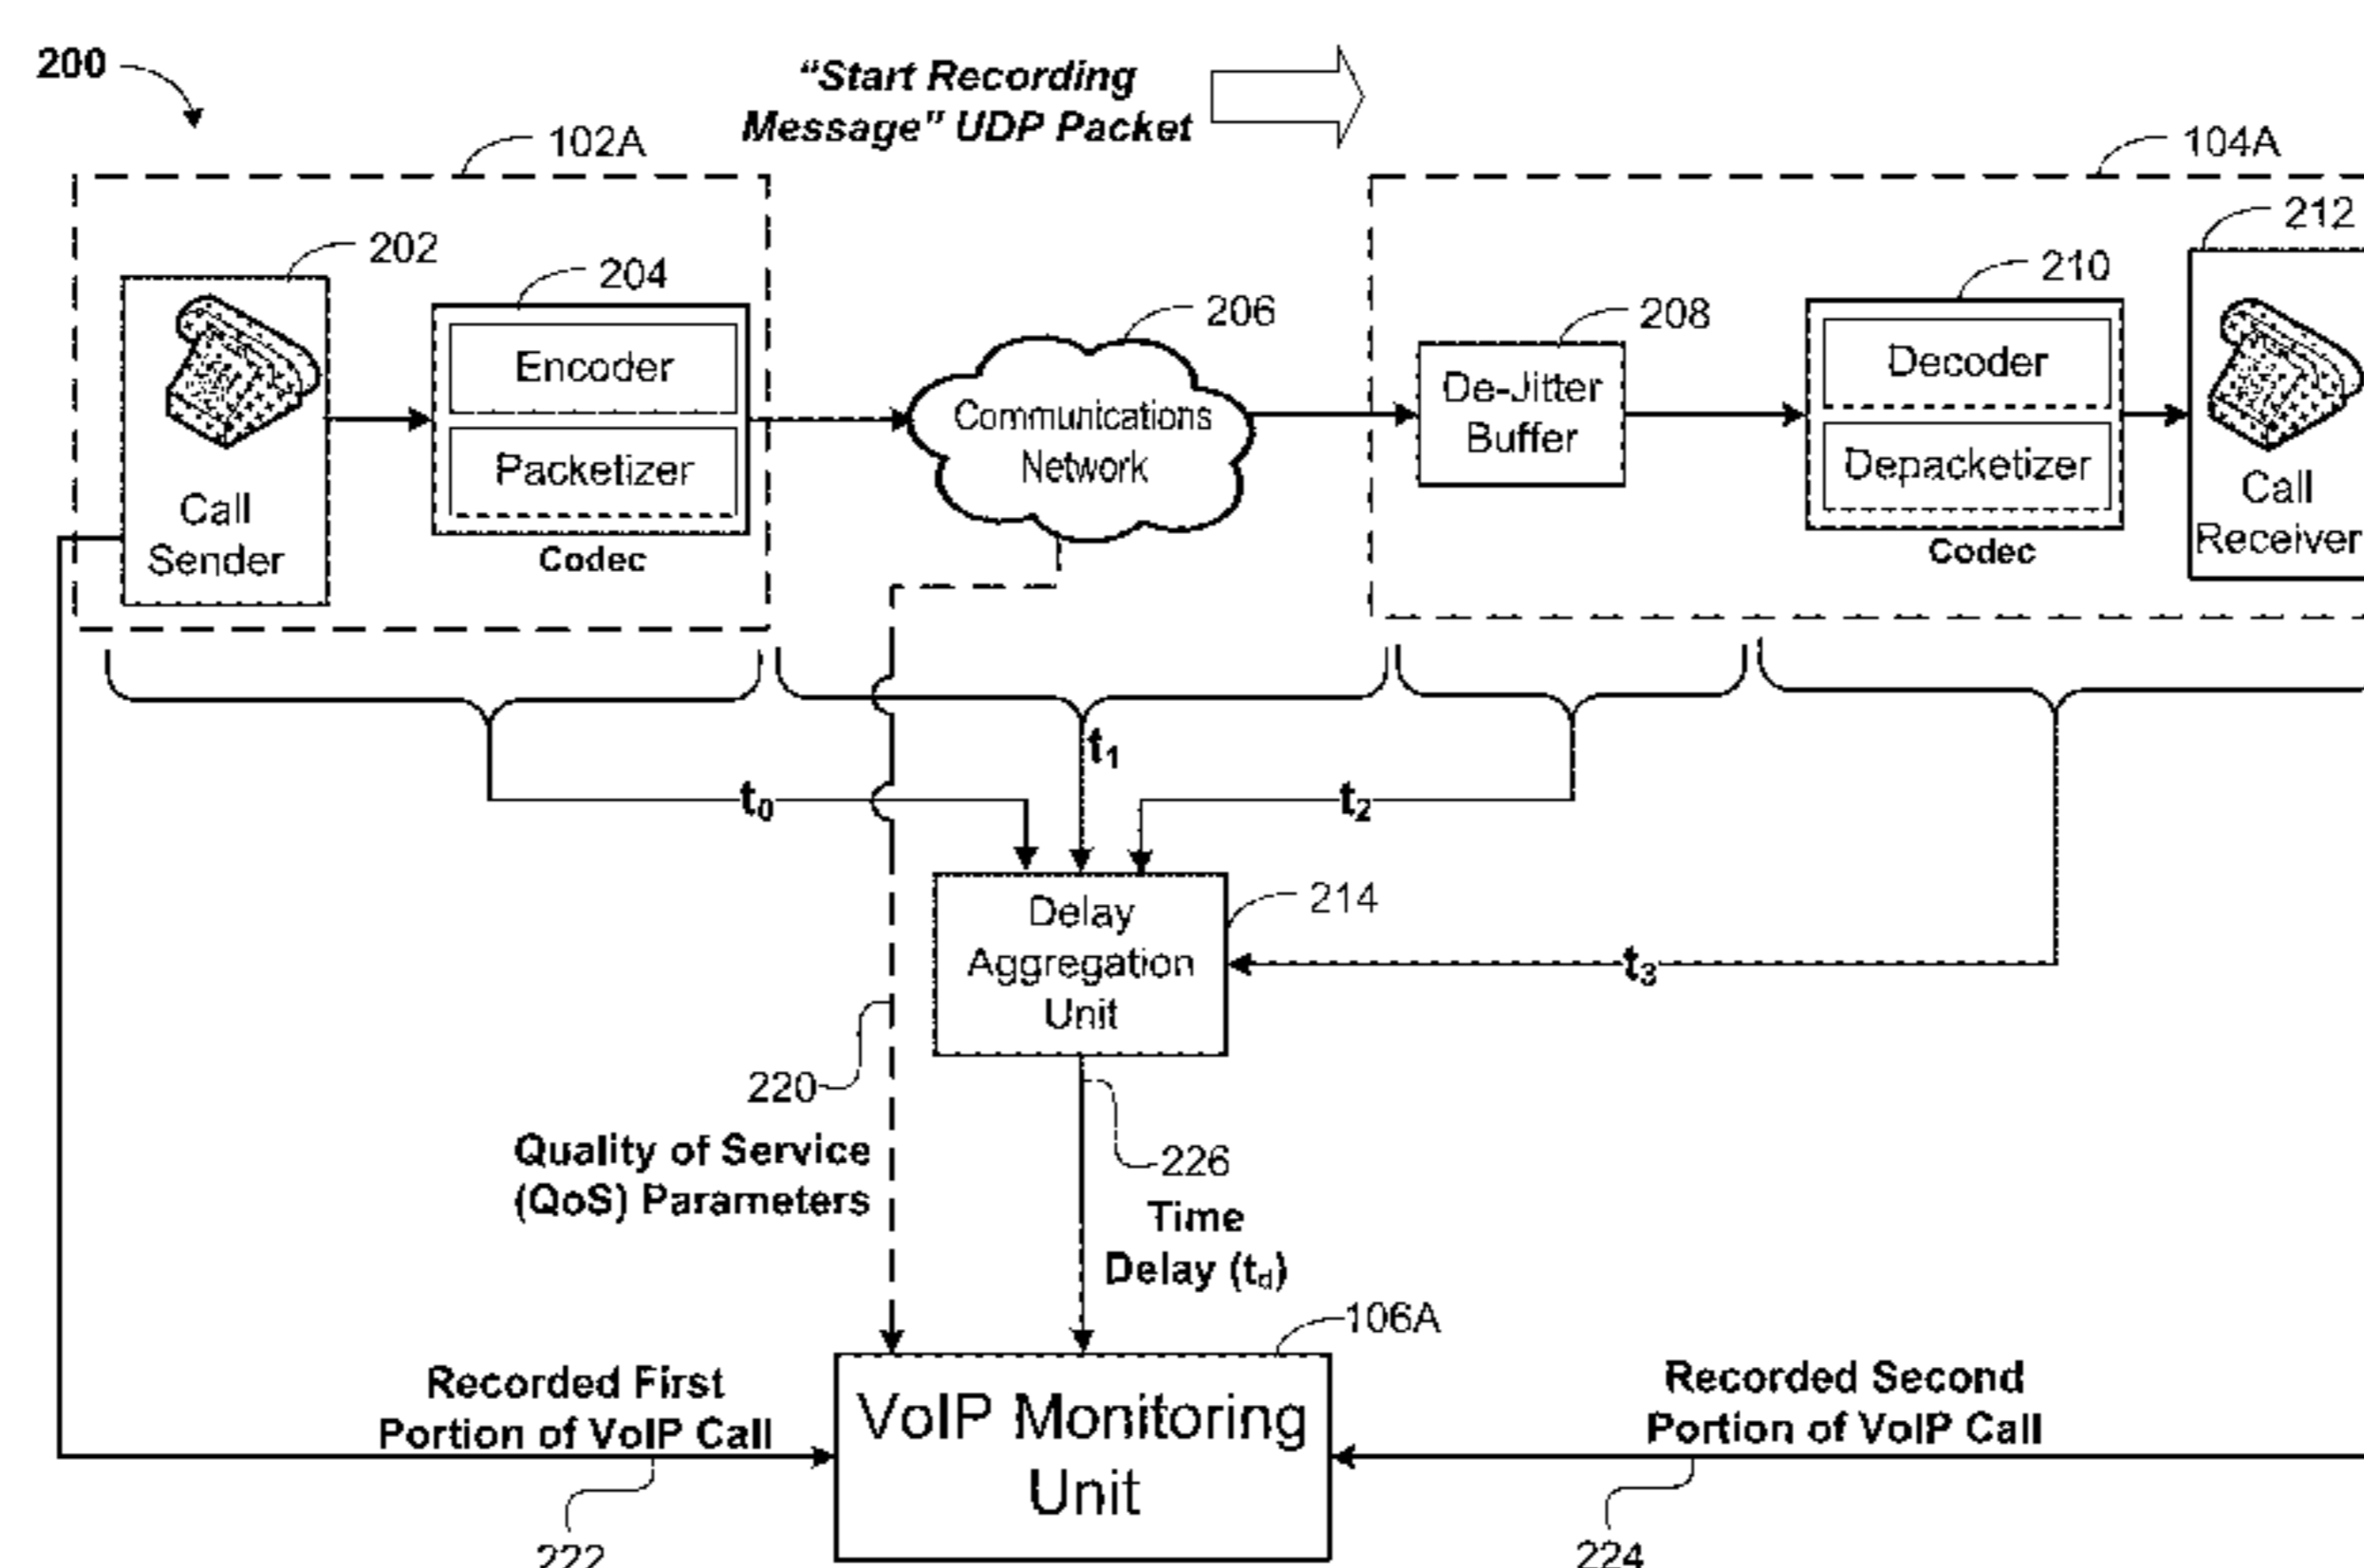 200
“Start Recording
Message” UDP Packet
102A
104A
202
204
206
208
210
212
Encoder
Packetizer
Codec
Call
Sender
Communications
Network
De-Jitter
Buffer
Decoder
Depacketizer
Codec
Call
Receiver
t₁
t₀
t₂
Delay
Aggregation
Unit
214
t₃
220
Quality of Service
(QoS) Parameters
226
Time
Delay (t_d)
106A
Recorded First
Portion of VoIP Call
VoIP Monitoring
Unit
Recorded Second
Portion of VoIP Call
222
224